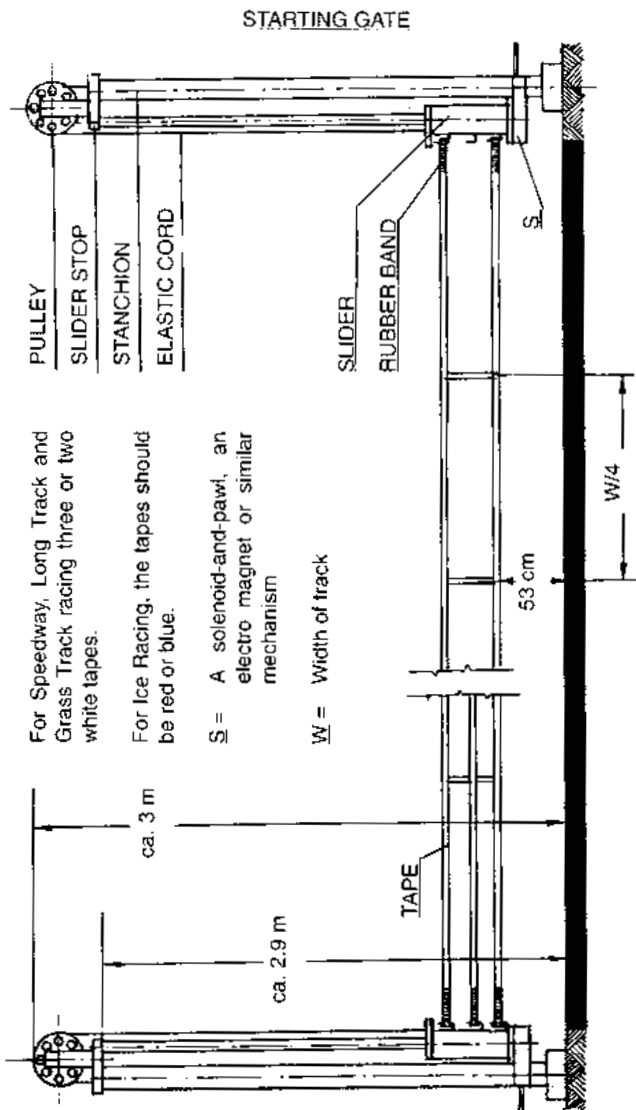 STARTING GATE
For Speedway, Long Track and
Grass Track racing three or two
white tapes.
For Ice Racing, the tapes should
be red or blue.
S = A solenoid-and-pawl, an
electro magnet or similar
mechanism
W = Width of track
PULLEY
SLIDER STOP
STANCHION
ELASTIC CORD
SLIDER
RUBBER BAND
S
ca. 3 m
ca. 2.9 m
TAPE
53 cm
W/4